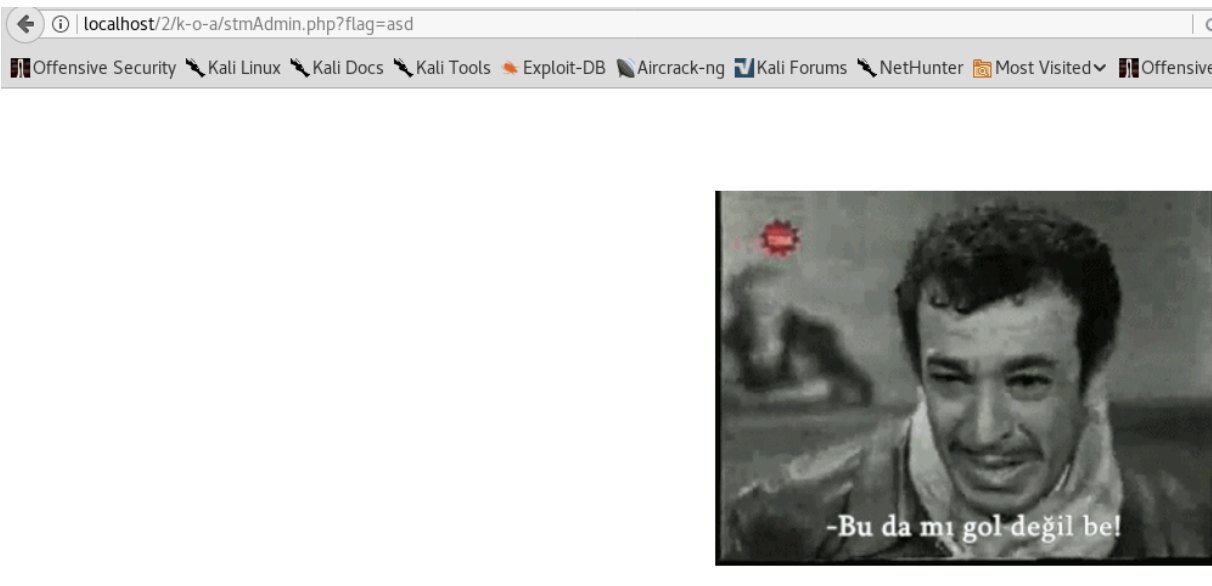 localhost/2/k-o-a/stmAdmin.php?flag=asd
Offensive Security Kali Linux Kali Docs Kali Tools Exploit-DB Aircrack-ng Kali Forums NetHunter Most Visited Offensive
-Bu da mı gol değil be!